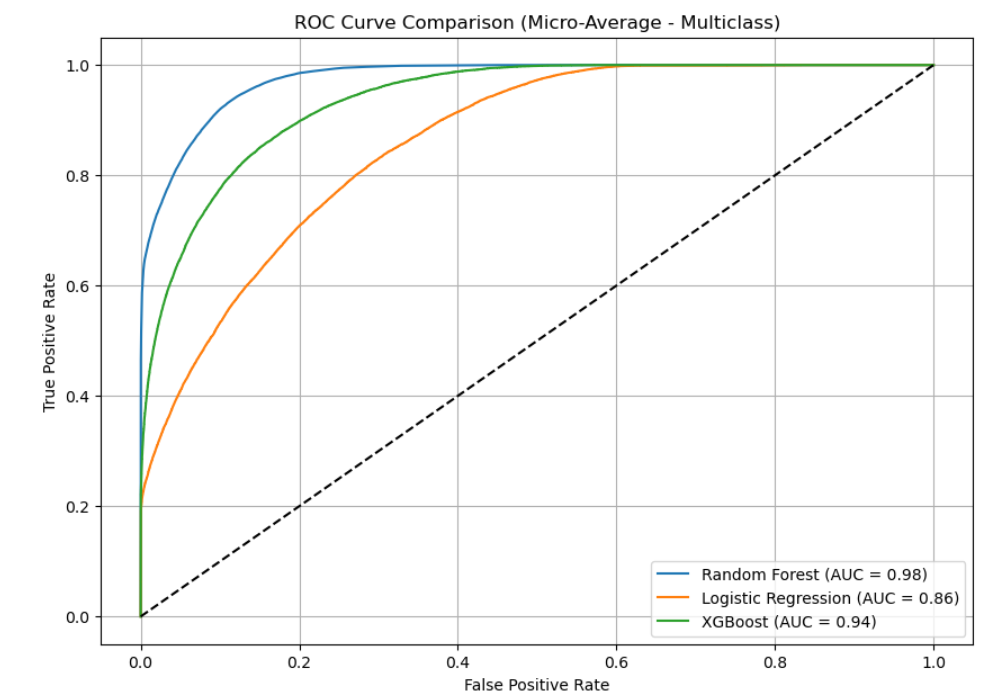 ROC Curve Comparison (Micro-Average - Multiclass)
True Positive Rate
1.0
0.8
0.6
0.4
0.2
0.0
Random Forest (AUC = 0.98)
Logistic Regression (AUC = 0.86)
XGBoost (AUC = 0.94)
0.0 0.2 0.4 0.6 0.8 1.0
False Positive Rate